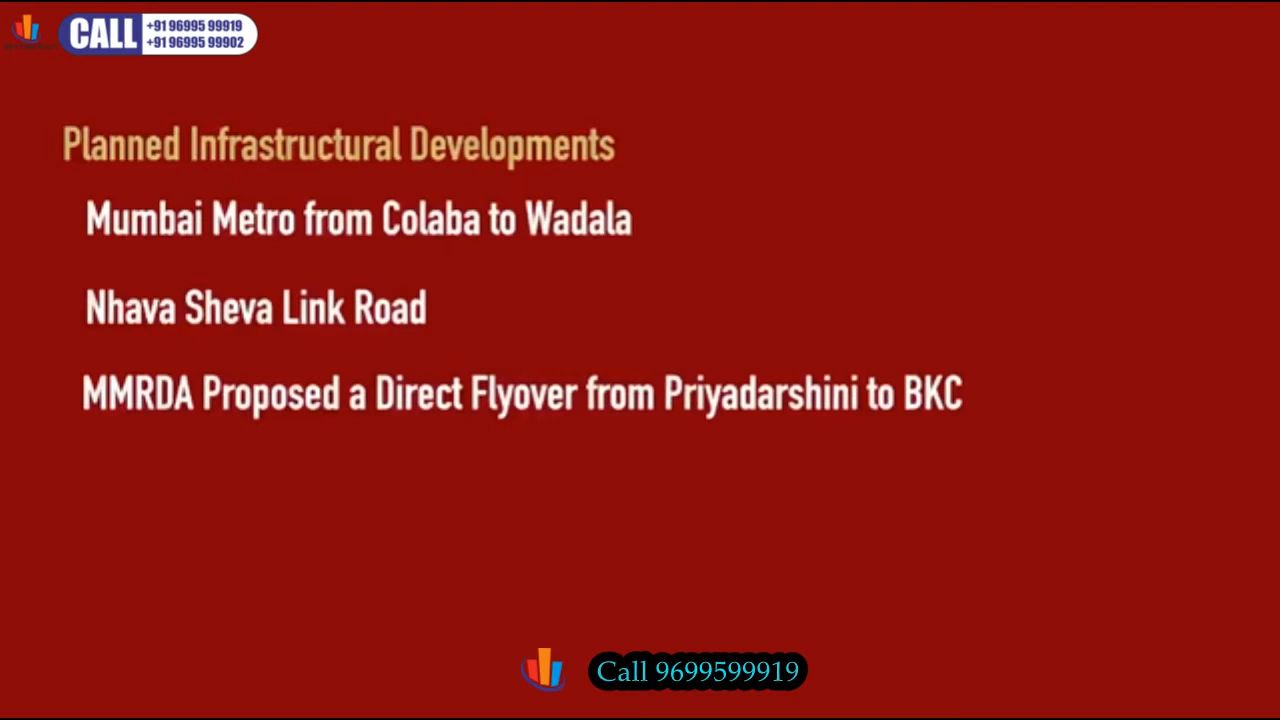 CALL
+91 96995 99919
+91 96995 99902
Planned Infrastructural Developments
Mumbai Metro from Colaba to Wadala
Nhava Sheva Link Road
MMRDA Proposed a Direct Flyover from Priyadarshini to BKC
Call 9699599919